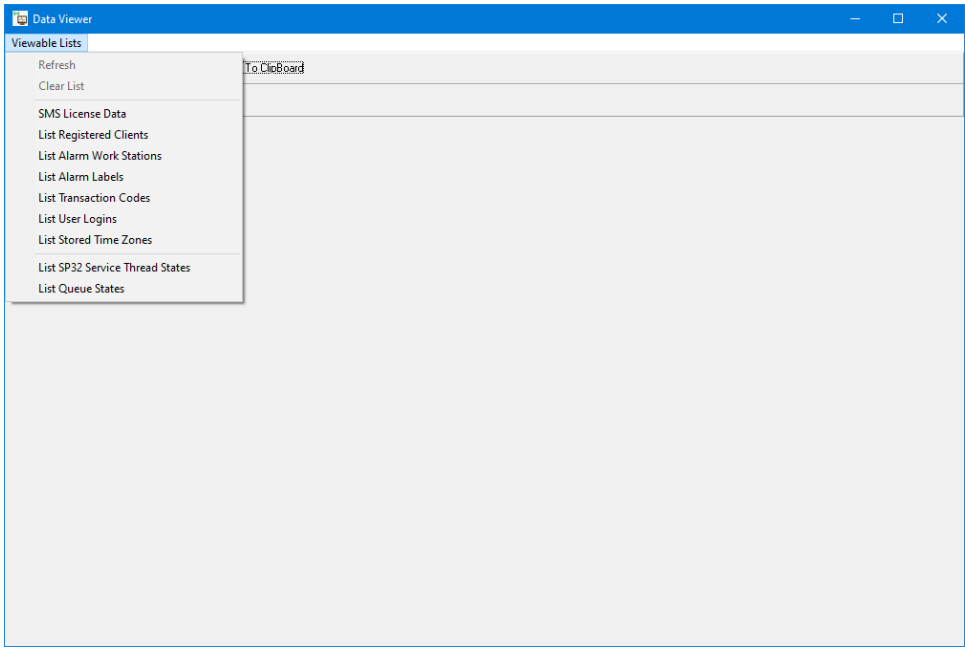 Data Viewer
Viewable Lists
Refresh
To ClipBoard
Clear List
SMS License Data
List Registered Clients
List Alarm Work Stations
List Alarm Labels
List Transaction Codes
List User Logins
List Stored Time Zones
List SP32 Service Thread States
List Queue States